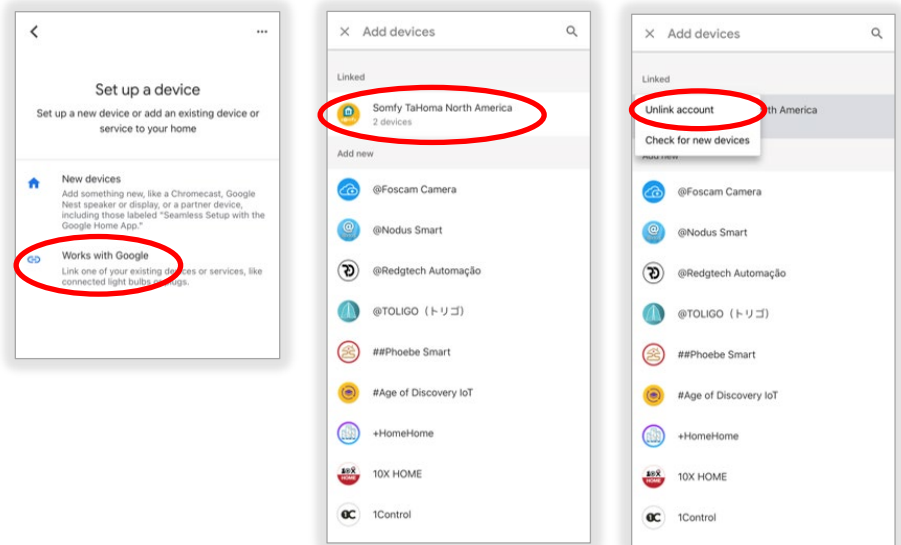 Set up a device
Set up a new device or add an existing device or
service to your home
New devices
Add something new, like a Chromecast, Google
Nest speaker or display, or a partner device,
including those labeled "Seamless Setup with the
Google Home App."
Works with Google
Link one of your existing devices or services, like
connected light bulbs or plugs.
Add devices
Linked
Somfy TaHoma North America
2 devices
Add new
@Foscam Camera
@Nodus Smart
@Redgtech Automação
@TOLIGO（トリゴ）
##Phoebe Smart
#Age of Discovery IoT
+HomeHome
10X HOME
1Control
Add devices
Linked
Unlink account
th America
Check for new devices
Add new
@Foscam Camera
@Nodus Smart
@Redgtech Automação
@TOLIGO（トリゴ）
##Phoebe Smart
#Age of Discovery IoT
+HomeHome
10X HOME
1Control